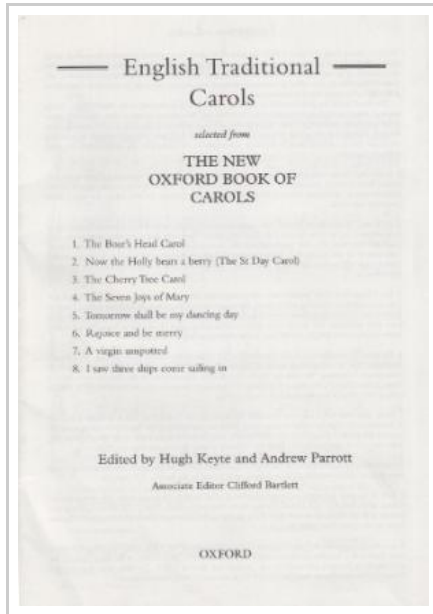 English Traditional
Carols
selected from
THE NEW
OXFORD BOOK OF
CAROLS
1. The Boar's Head Carol
2. Now the Holly bears a berry (The St Day Carol)
3. The Cherry Tree Carol
4. The Seven Joys of Mary
5. Tomorrow shall be my dancing day
6. Rejoice and be merry
7. A virgin unspotted
8. I saw three ships come sailing in
Edited by Hugh Keyte and Andrew Parrott
Associate Editor Clifford Bartlett
OXFORD